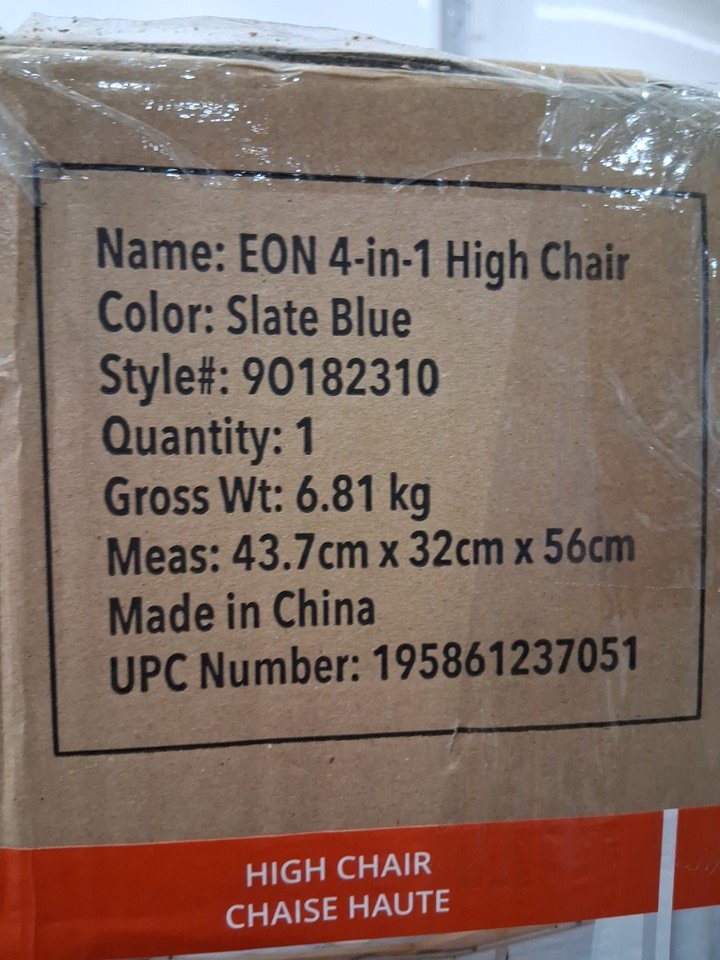 Name: EON 4-in-1 High Chair
Color: Slate Blue
Style#: 90182310
Quantity: 1
Gross Wt: 6.81 kg
Meas: 43.7cm x 32cm x 56cm
Made in China
UPC Number: 195861237051
HIGH CHAIR
CHAISE HAUTE